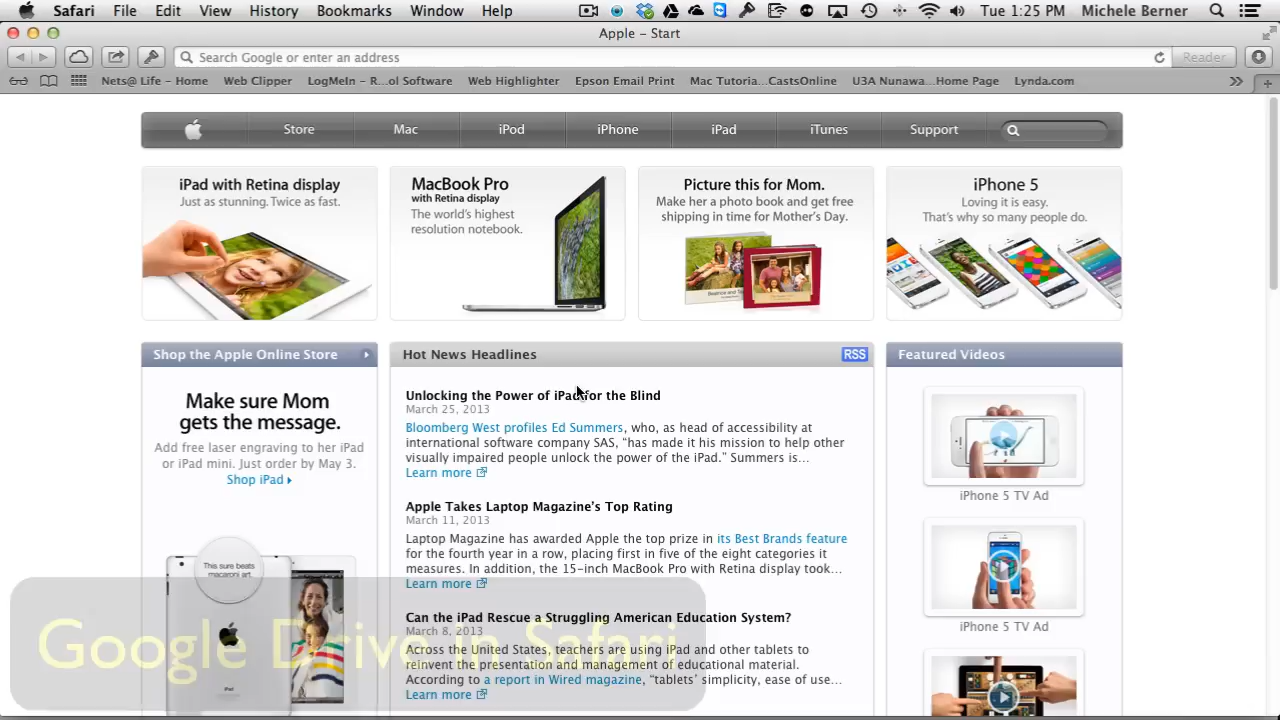 Safari File Edit View History Bookmarks Window Help Tue 1:25 PM Michele Berner
Apple – Start
Search Google or enter an address
Reader
Nets@ Life - Home Web Clipper LogMeIn - R...ol Software Web Highlighter Epson Email Print Mac Tutoria...CastsOnline U3A Nunawa...Home Page Lynda.com
Store Mac iPod iPhone iPad iTunes Support
iPad with Retina display
Just as stunning. Twice as fast.
MacBook Pro
with Retina display
The world's highest
resolution notebook.
Picture this for Mom.
Make her a photo book and get free
shipping in time for Mother's Day.
iPhone 5
Loving it is easy.
That's why so many people do.
Shop the Apple Online Store
Make sure Mom
gets the message.
Add free laser engraving to her iPad
or iPad mini. Just order by May 3.
Shop iPad
This sure beats
macaroni art.
iPad
Hot News Headlines
RSS
Unlocking the Power of iPad for the Blind
March 25, 2013
Bloomberg West profiles Ed Summers, who, as head of accessibility at
international software company SAS, “has made it his mission to help other
visually impaired people unlock the power of the iPad.” Summers is…
Learn more
Apple Takes Laptop Magazine’s Top Rating
March 11, 2013
Laptop Magazine has awarded Apple the top prize in its Best Brands feature
for the fourth year in a row, placing first in five of the eight categories it
measures. In addition, the 15-inch MacBook Pro with Retina display took…
Learn more
Can the iPad Rescue a Struggling American Education System?
March 8, 2013
Across the United States, teachers are using iPad and other tablets to
reinvent the presentation and management of educational material.
According to a report in Wired magazine, “tablets’ simplicity, ease of use…
Learn more
Featured Videos
iPhone 5 TV Ad
iPhone 5 TV Ad
Google Drive in Safari